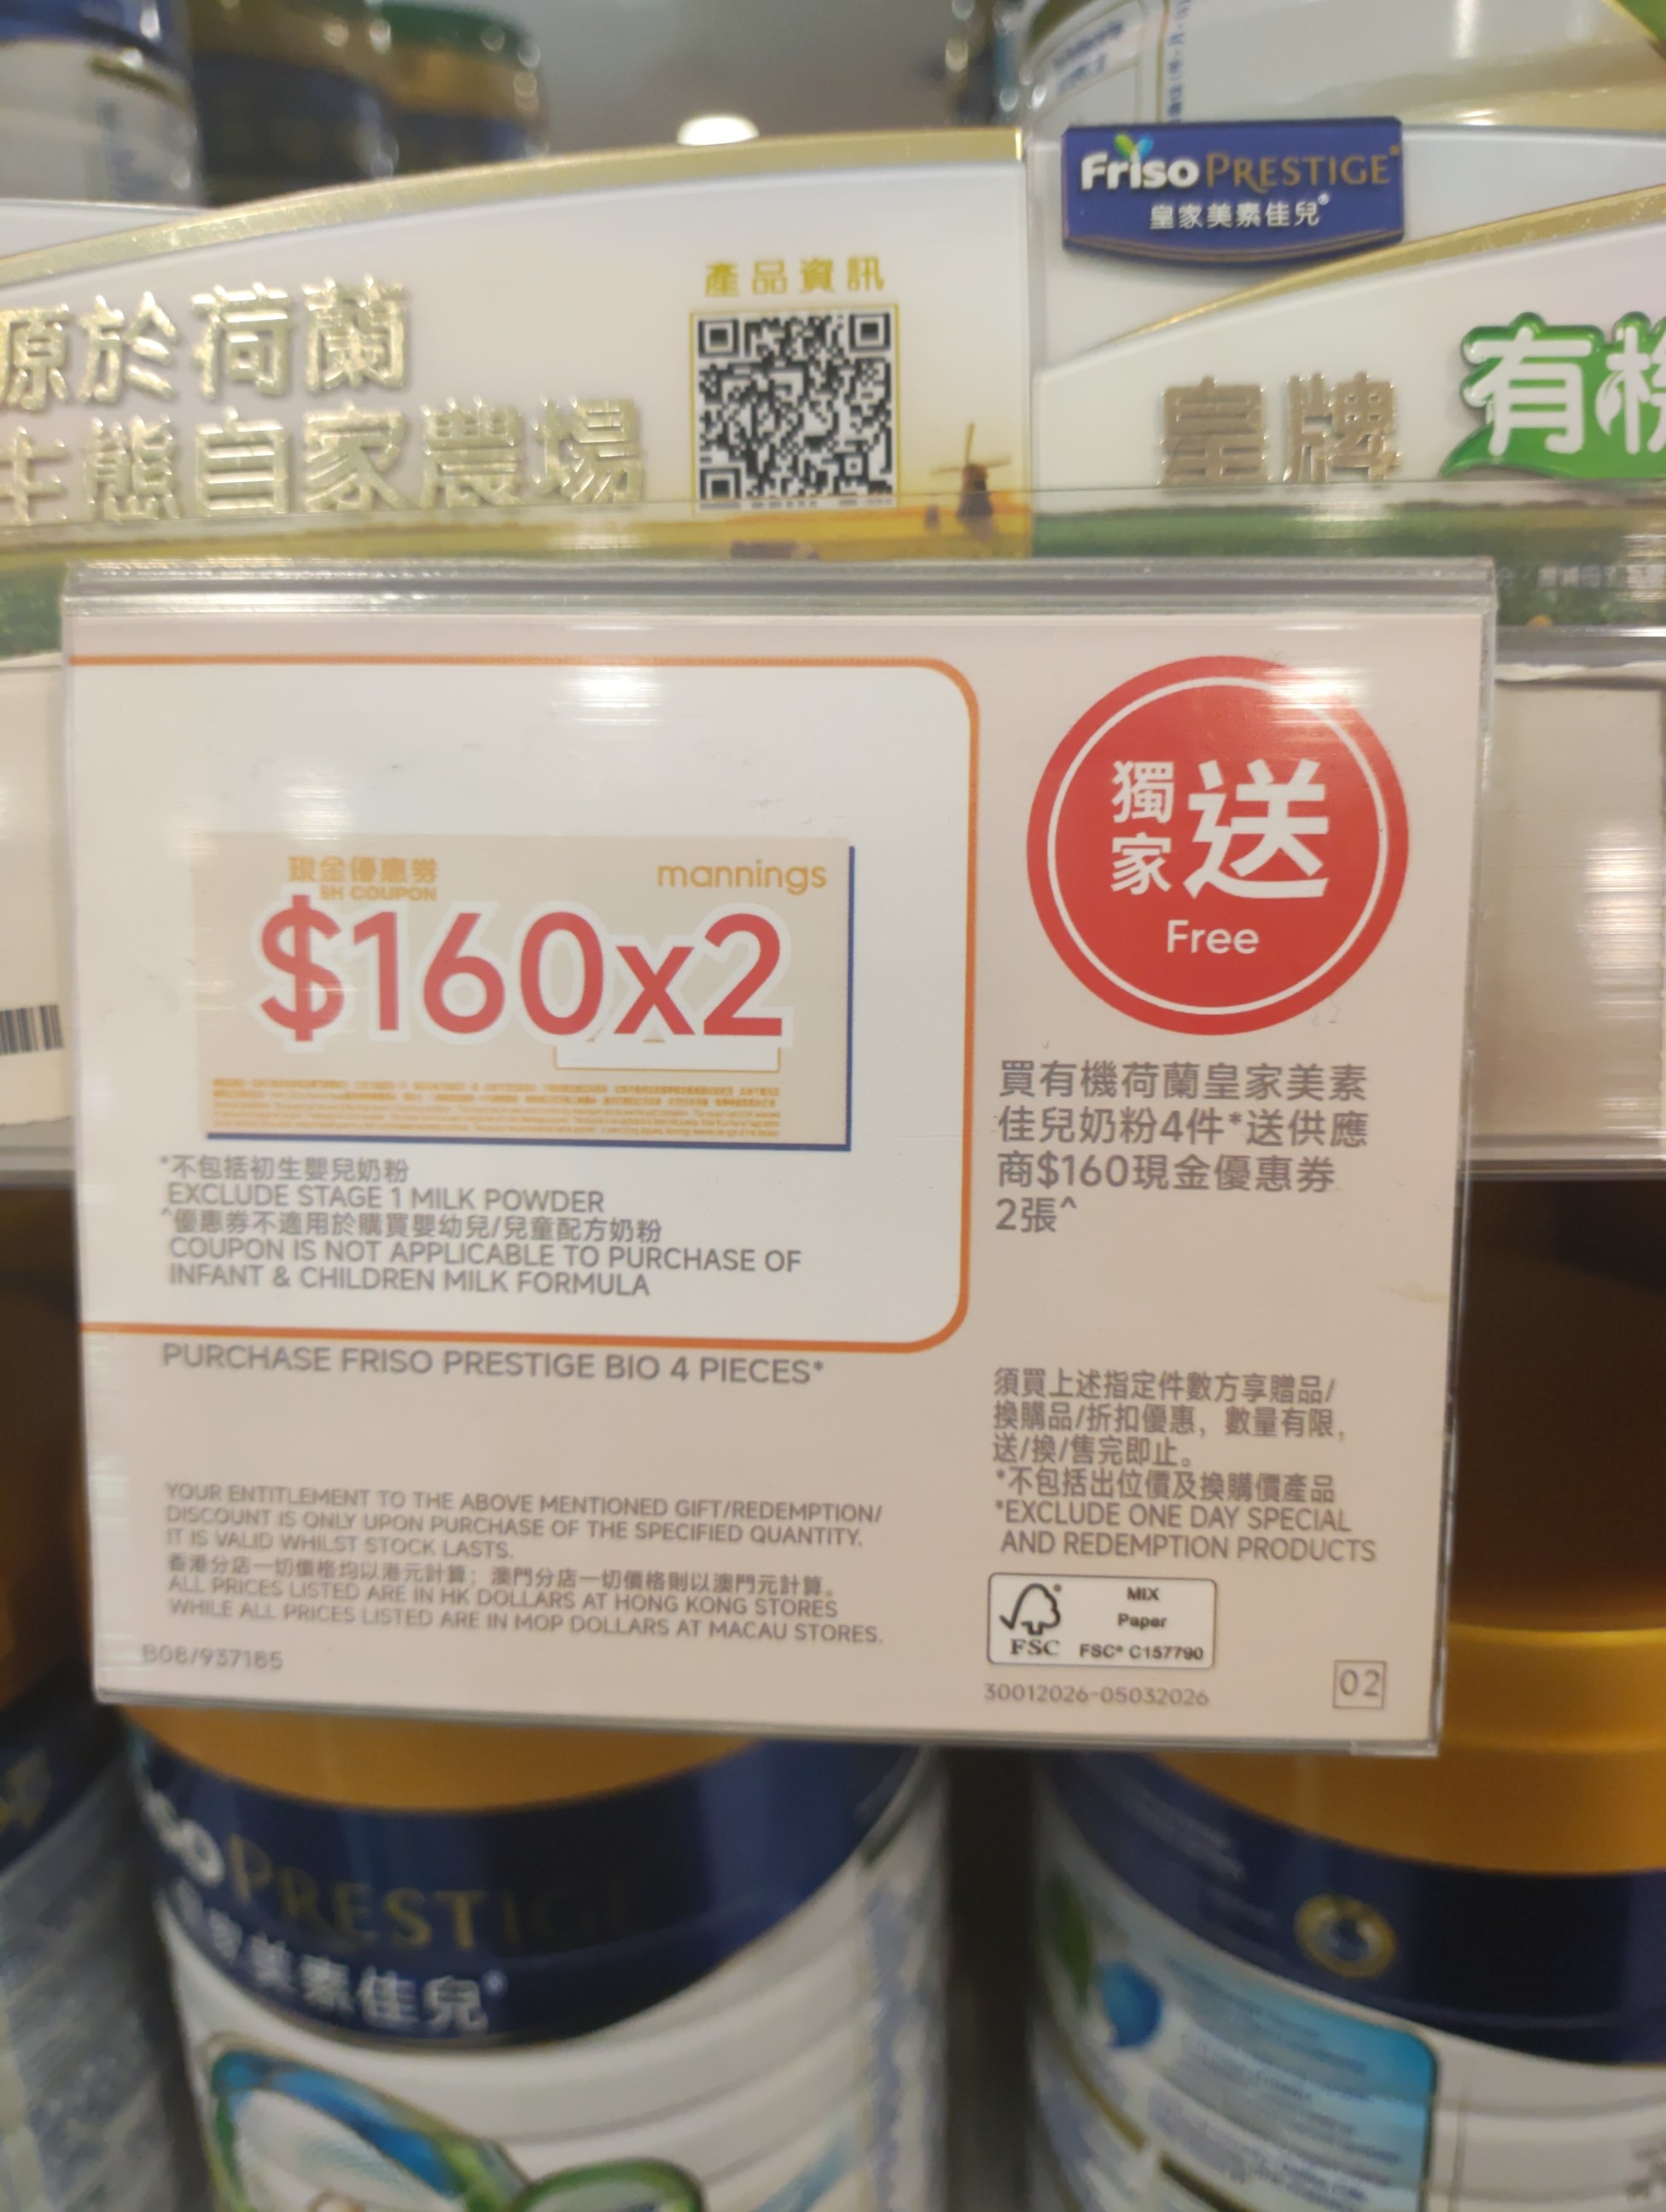 Friso PRESTIGE
皇家美素佳兒®
產品資訊
原於荷蘭
生態自家農場
皇牌
有機
現金優惠券
SH COUPON
mannings
$160x2
*不包括初生嬰兒奶粉
EXCLUDE STAGE 1 MILK POWDER
^優惠券不適用於購買嬰幼兒/兒童配方奶粉
COUPON IS NOT APPLICABLE TO PURCHASE OF
INFANT & CHILDREN MILK FORMULA
PURCHASE FRISO PRESTIGE BIO 4 PIECES*
YOUR ENTITLEMENT TO THE ABOVE MENTIONED GIFT/REDEMPTION/
DISCOUNT IS ONLY UPON PURCHASE OF THE SPECIFIED QUANTITY.
IT IS VALID WHILST STOCK LASTS.
香港分店一切價格均以港元計算；澳門分店一切價格則以澳門元計算。
ALL PRICES LISTED ARE IN HK DOLLARS AT HONG KONG STORES
WHILE ALL PRICES LISTED ARE IN MOP DOLLARS AT MACAU STORES.
B08/937185
獨家送
Free
買有機荷蘭皇家美素
佳兒奶粉4件*送供應
商$160現金優惠券
2張^
須買上述指定件數方享贈品/
換購品/折扣優惠，數量有限，
送/換/售完即止。
*不包括出位價及換購價產品
*EXCLUDE ONE DAY SPECIAL
AND REDEMPTION PRODUCTS
FSC
MIX
Paper
FSC® C157790
30012026-05032026
02
PRESTIGE
家美素佳兒®